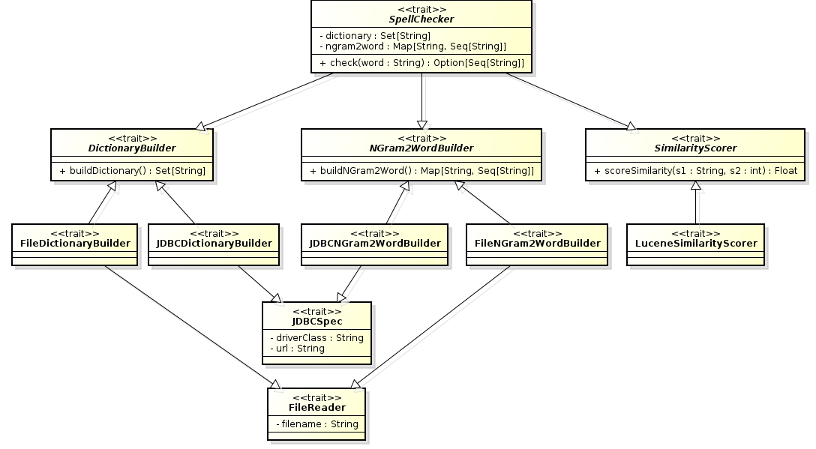 <<trait>>
SpellChecker
- dictionary : Set[String]
- ngram2word : Map[String, Seq[String]]
+ check(word : String) : Option[Seq[String]]
<<trait>>
DictionaryBuilder
+ buildDictionary() : Set[String]
<<trait>>
NGram2WordBuilder
+ buildNGram2Word() : Map[String, Seq[String]]
<<trait>>
SimilarityScorer
+ scoreSimilarity(s1 : String, s2 : int) : Float
<<trait>>
FileDictionaryBuilder
<<trait>>
JDBCDictionaryBuilder
<<trait>>
JDBCNGram2WordBuilder
<<trait>>
FileNGram2WordBuilder
<<trait>>
LuceneSimilarityScorer
<<trait>>
JDBCSpec
- driverClass : String
- url : String
<<trait>>
FileReader
- filename : String